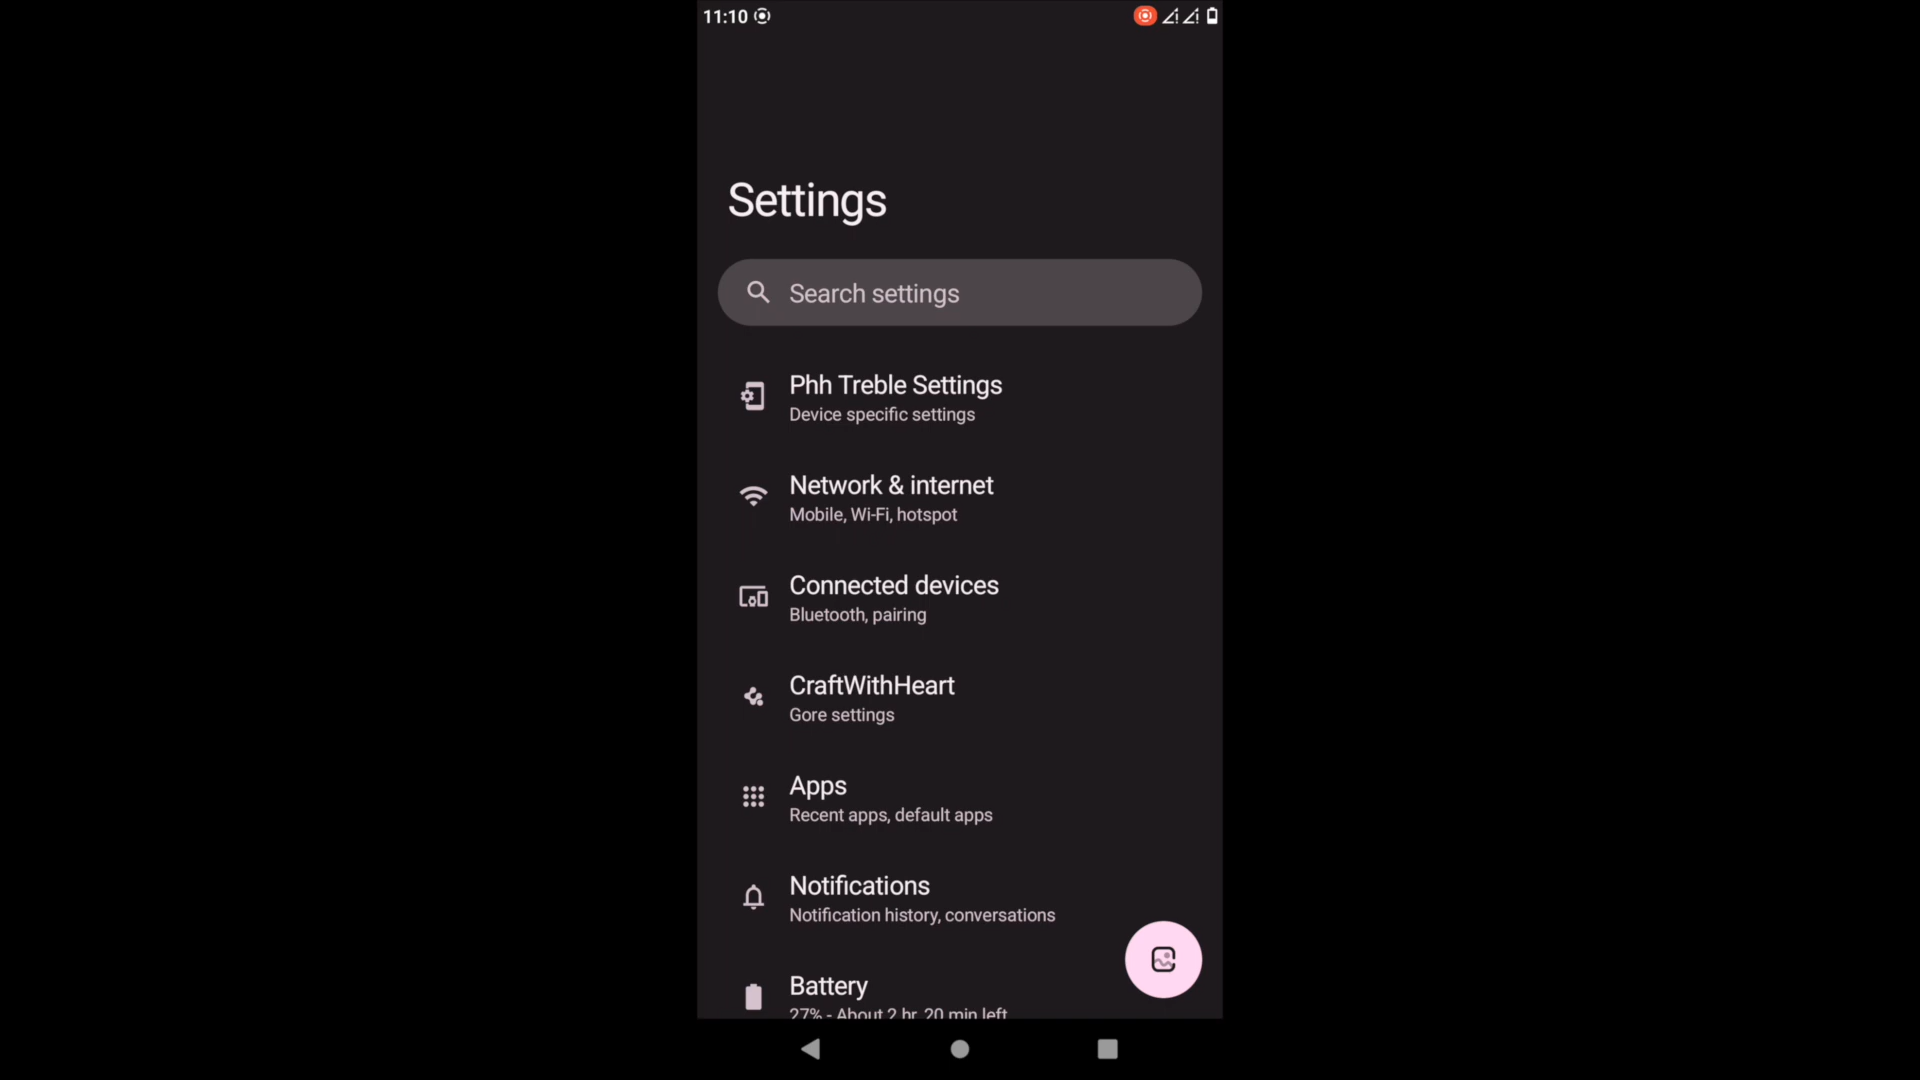 11:10
Settings
Search settings
Phh Treble Settings
Device specific settings
Network & internet
Mobile, Wi-Fi, hotspot
Connected devices
Bluetooth, pairing
CraftWithHeart
Gore settings
Apps
Recent apps, default apps
Notifications
Notification history, conversations
Battery
27% - About 2 hr, 20 min left